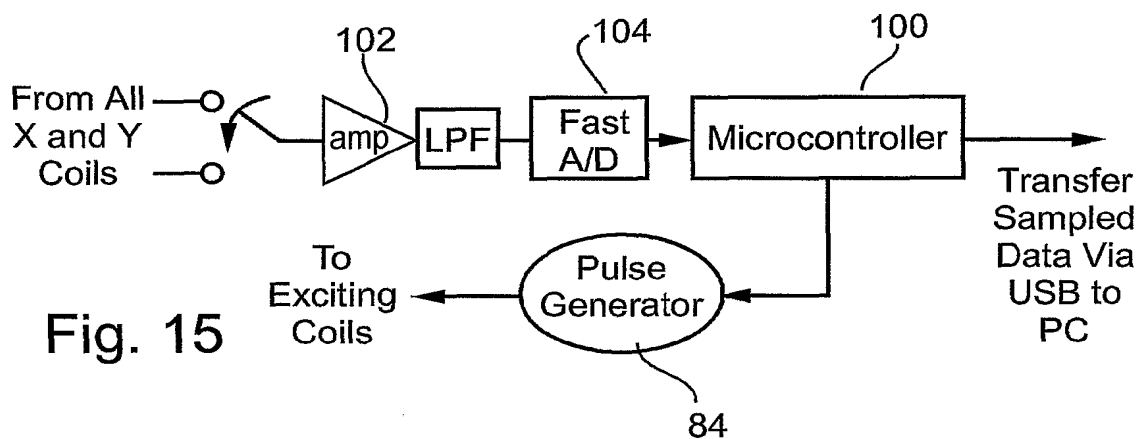 102
104
100
From All
X and Y
Coils
amp
LPF
Fast
A/D
Microcontroller
Transfer
Sampled
Data Via
USB to
PC
To
Exciting
Coils
Pulse
Generator
84
Fig. 15